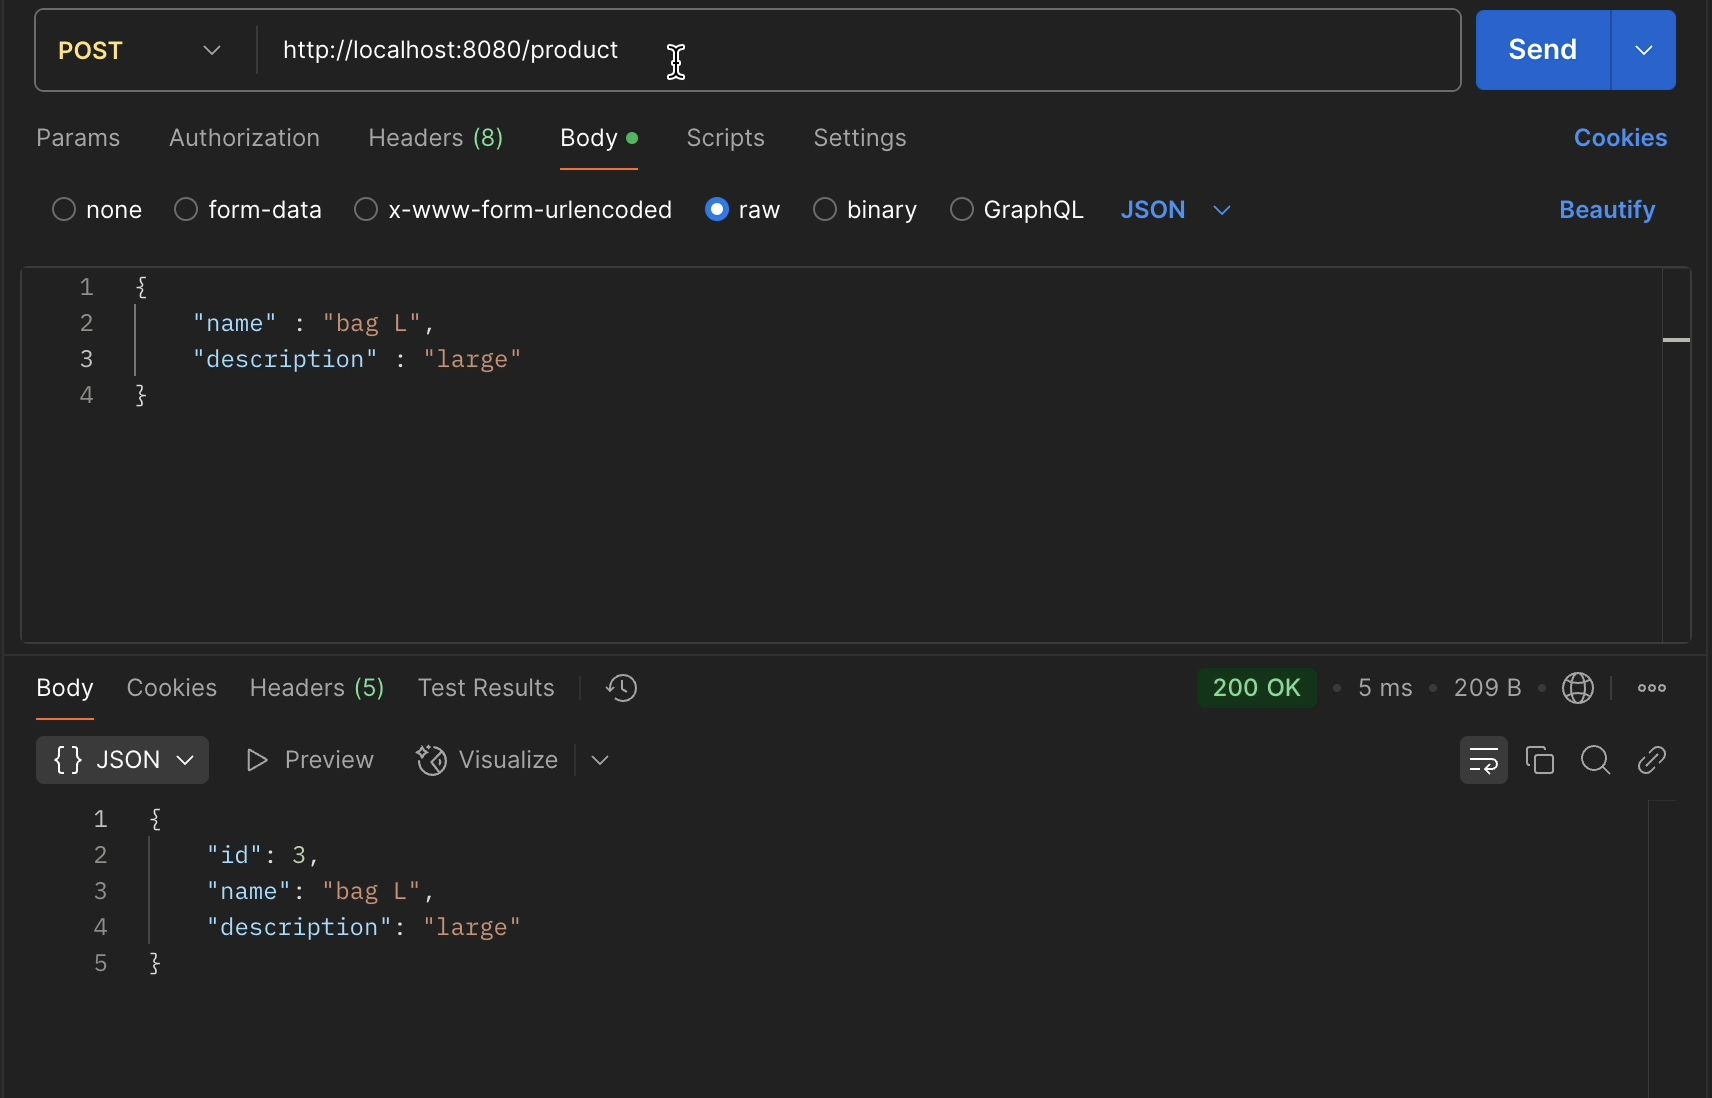 POST http://localhost:8080/product Send
Params Authorization Headers (8) Body Scripts Settings Cookies
none form-data x-www-form-urlencoded raw binary GraphQL JSON Beautify
1 {
2 "name" : "bag L",
3 "description" : "large"
4 }
Body Cookies Headers (5) Test Results 200 OK • 5 ms • 209 B •
{} JSON Preview Visualize
1 {
2 "id": 3,
3 "name": "bag L",
4 "description": "large"
5 }